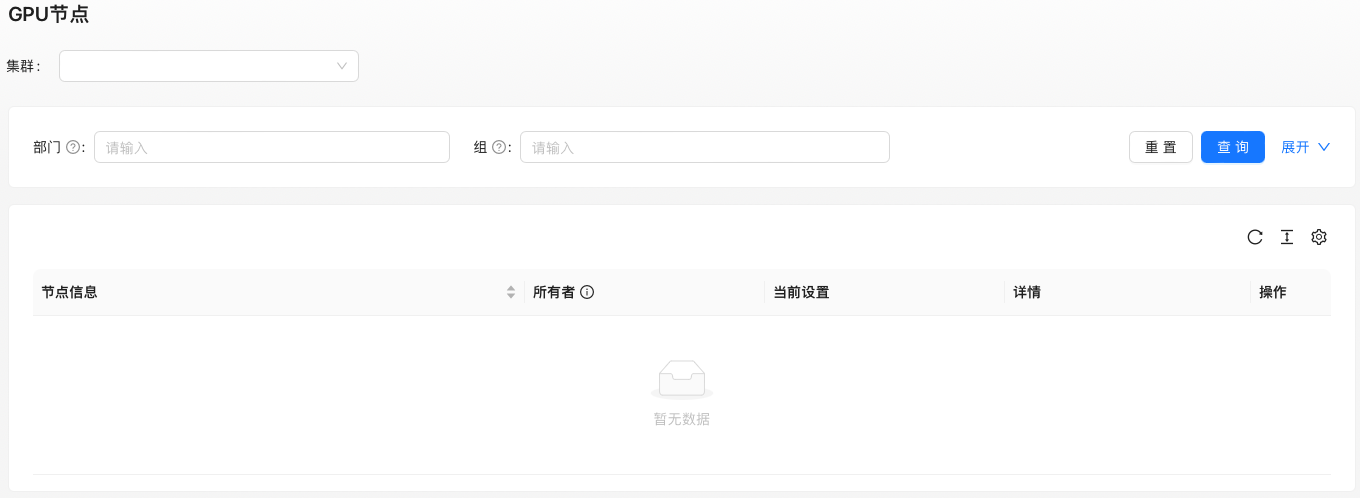 GPU节点
集群:
部门 ?: 请输入 组 ?: 请输入 重 置 查 询 展开
节点信息 所有者 当前设置 详情 操作
暂无数据